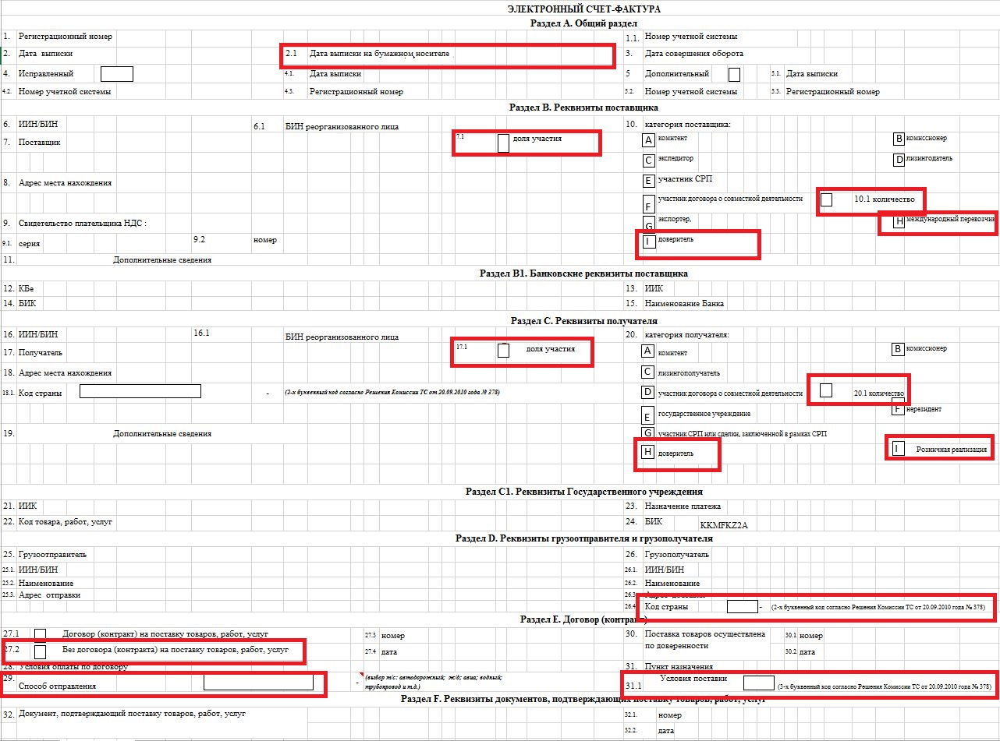 ЭЛЕКТРОННЫЙ СЧЕТ-ФАКТУРА
Раздел А. Общий раздел
1. Регистрационный номер 1.1. Номер учетной системы
2. Дата выписки 2.1 Дата выписки на бумажном носителе 3. Дата совершения оборота
4. Исправленный 4.1. Дата выписки 5 Дополнительный 5.1. Дата выписки
4.2. Номер учетной системы 4.3. Регистрационный номер 5.2. Номер учетной системы 5.3. Регистрационный номер
Раздел В. Реквизиты поставщика
6. ИИН/БИН 6.1 БИН реорганизованного лица 10. категория поставщика:
7. Поставщик 7.1 доля участия A комитент B комиссионер
C экспедитор D лизингодатель
8. Адрес места нахождения E участник СРП
F участник договора о совместной деятельности 10.1 количество
9. Свидетельство плательщика НДС : G экспортер, H международный перевозчик
9.1. серия 9.2 номер I доверитель
11. Дополнительные сведения
Раздел В1. Банковские реквизиты поставщика
12. КБе 13. ИИК
14. БИК 15. Наименование Банка
Раздел С. Реквизиты получателя
16. ИИН/БИН 16.1 БИН реорганизованного лица 20. категория получателя:
17. Получатель 17.1 доля участия A комитент B комиссионер
18. Адрес места нахождения C лизингополучатель
18.1. Код страны - (2-х буквенный код согласно Решения Комиссии ТС от 20.09.2010 года № 378) D участник договора о совместной деятельности 20.1 количество
E государственное учреждение F нерезидент
19. Дополнительные сведения G участник СРП или сделки, заключенной в рамках СРП
H доверитель I Розничная реализация
Раздел С1. Реквизиты Государственного учреждения
21. ИИК 23. Назначение платежа
22. Код товара, работ, услуг 24. БИК KKMFKZ2A
Раздел D. Реквизиты грузоотправителя и грузополучателя
25. Грузоотправитель 26. Грузополучатель
25.1. ИИН/БИН 26.1. ИИН/БИН
25.2. Наименование 26.2. Наименование
25.3. Адрес отправки 26.3
26.4 Код страны - (2-х буквенный код согласно Решения Комиссии ТС от 20.09.2010 года № 378)
Раздел Е. Договор (контракт)
27.1 Договор (контракт) на поставку товаров, работ, услуг 27.3 номер 30. Поставка товаров осуществлена по доверенности 30.1. номер
27.2 Без договора (контракта) на поставку товаров, работ, услуг 27.4 дата 30.2. дата
28. Условия оплаты по договору 31. Пункт назначения
29. Способ отправления - (выбор т/с: автодорожный; ж/д; авиа; водный; трубопровод и т.д.) 31.1 Условия поставки (3-х буквенный код согласно Решения Комиссии ТС от 20.09.2010 года № 378)
Раздел F. Реквизиты документов, подтверждающих поставку товаров, работ, услуг
32. Документ, подтверждающий поставку товаров, работ, услуг 32.1. номер
32.2. дата